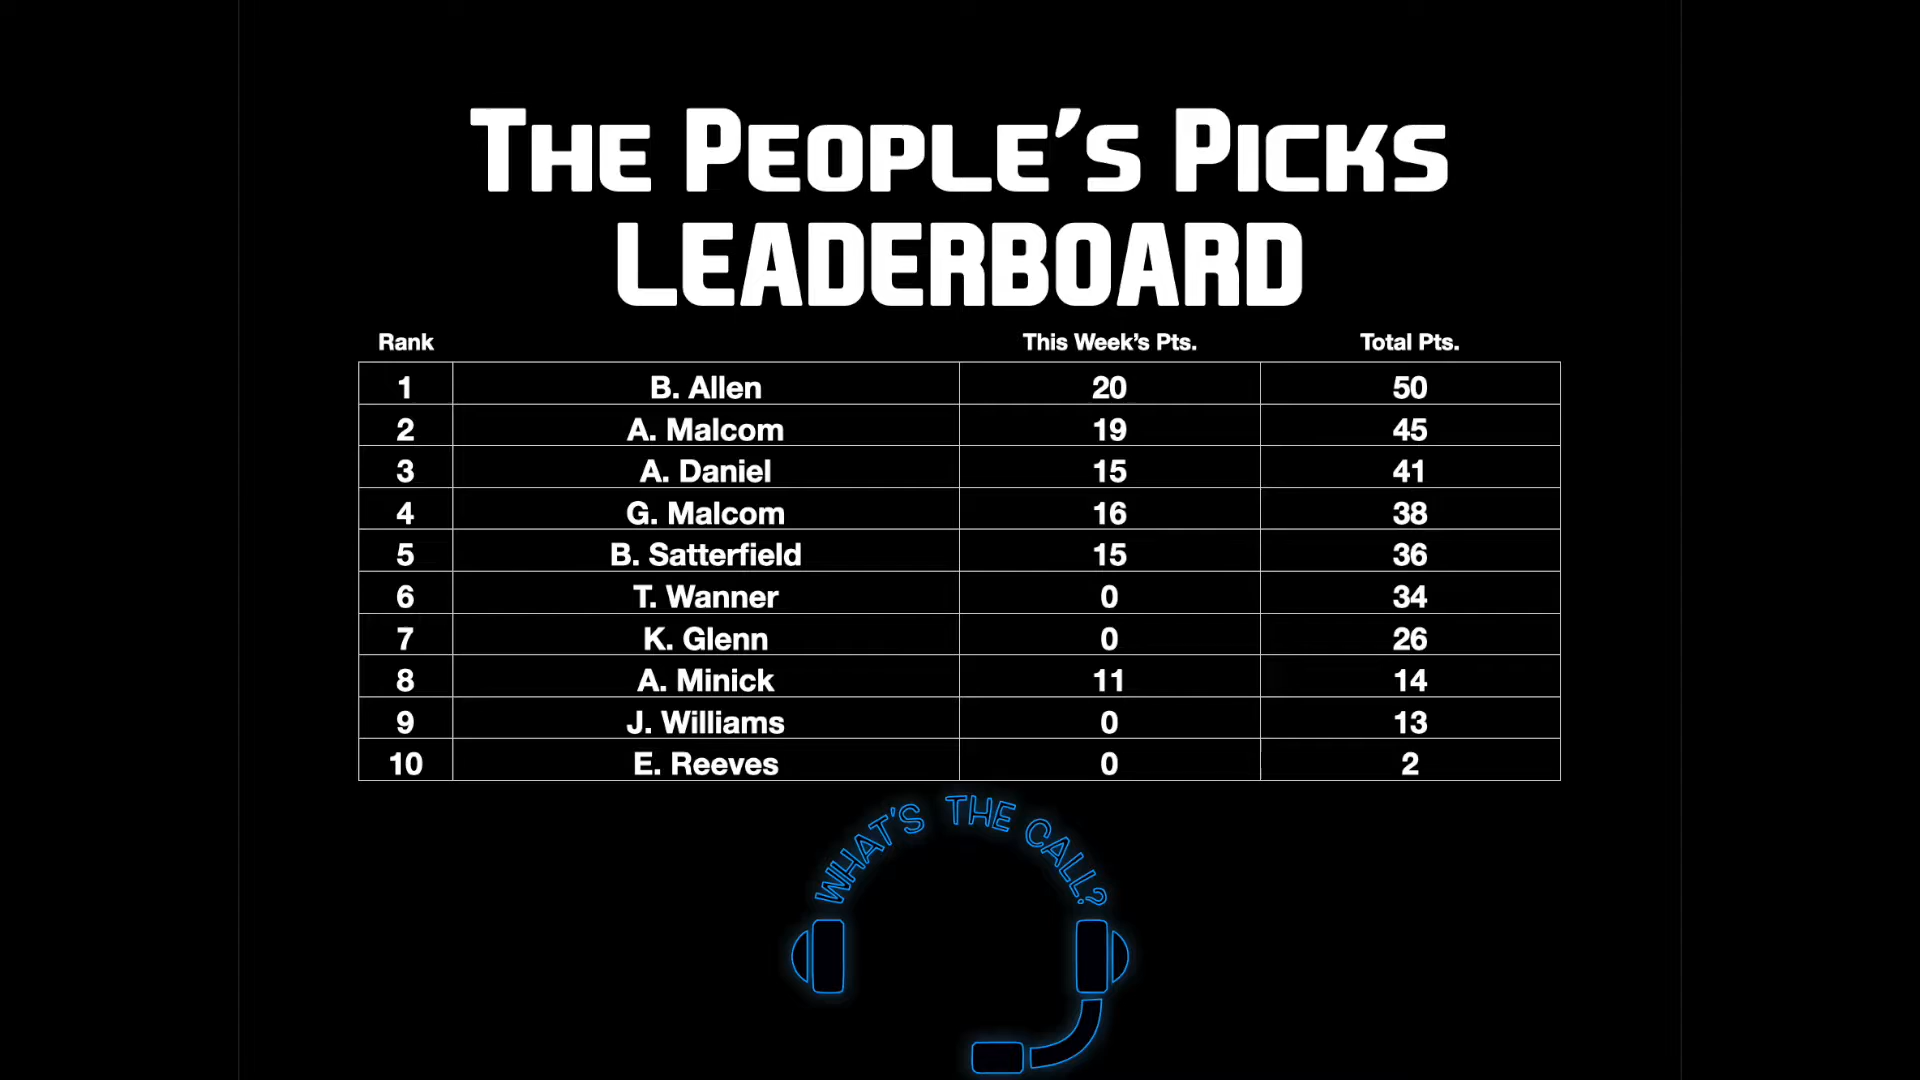 THE PEOPLE'S PICKS
LEADERBOARD
Rank This Week's Pts. Total Pts.
1 B. Allen 20 50
2 A. Malcom 19 45
3 A. Daniel 15 41
4 G. Malcom 16 38
5 B. Satterfield 15 36
6 T. Wanner 0 34
7 K. Glenn 0 26
8 A. Minick 11 14
9 J. Williams 0 13
10 E. Reeves 0 2
WHAT'S THE CALL?